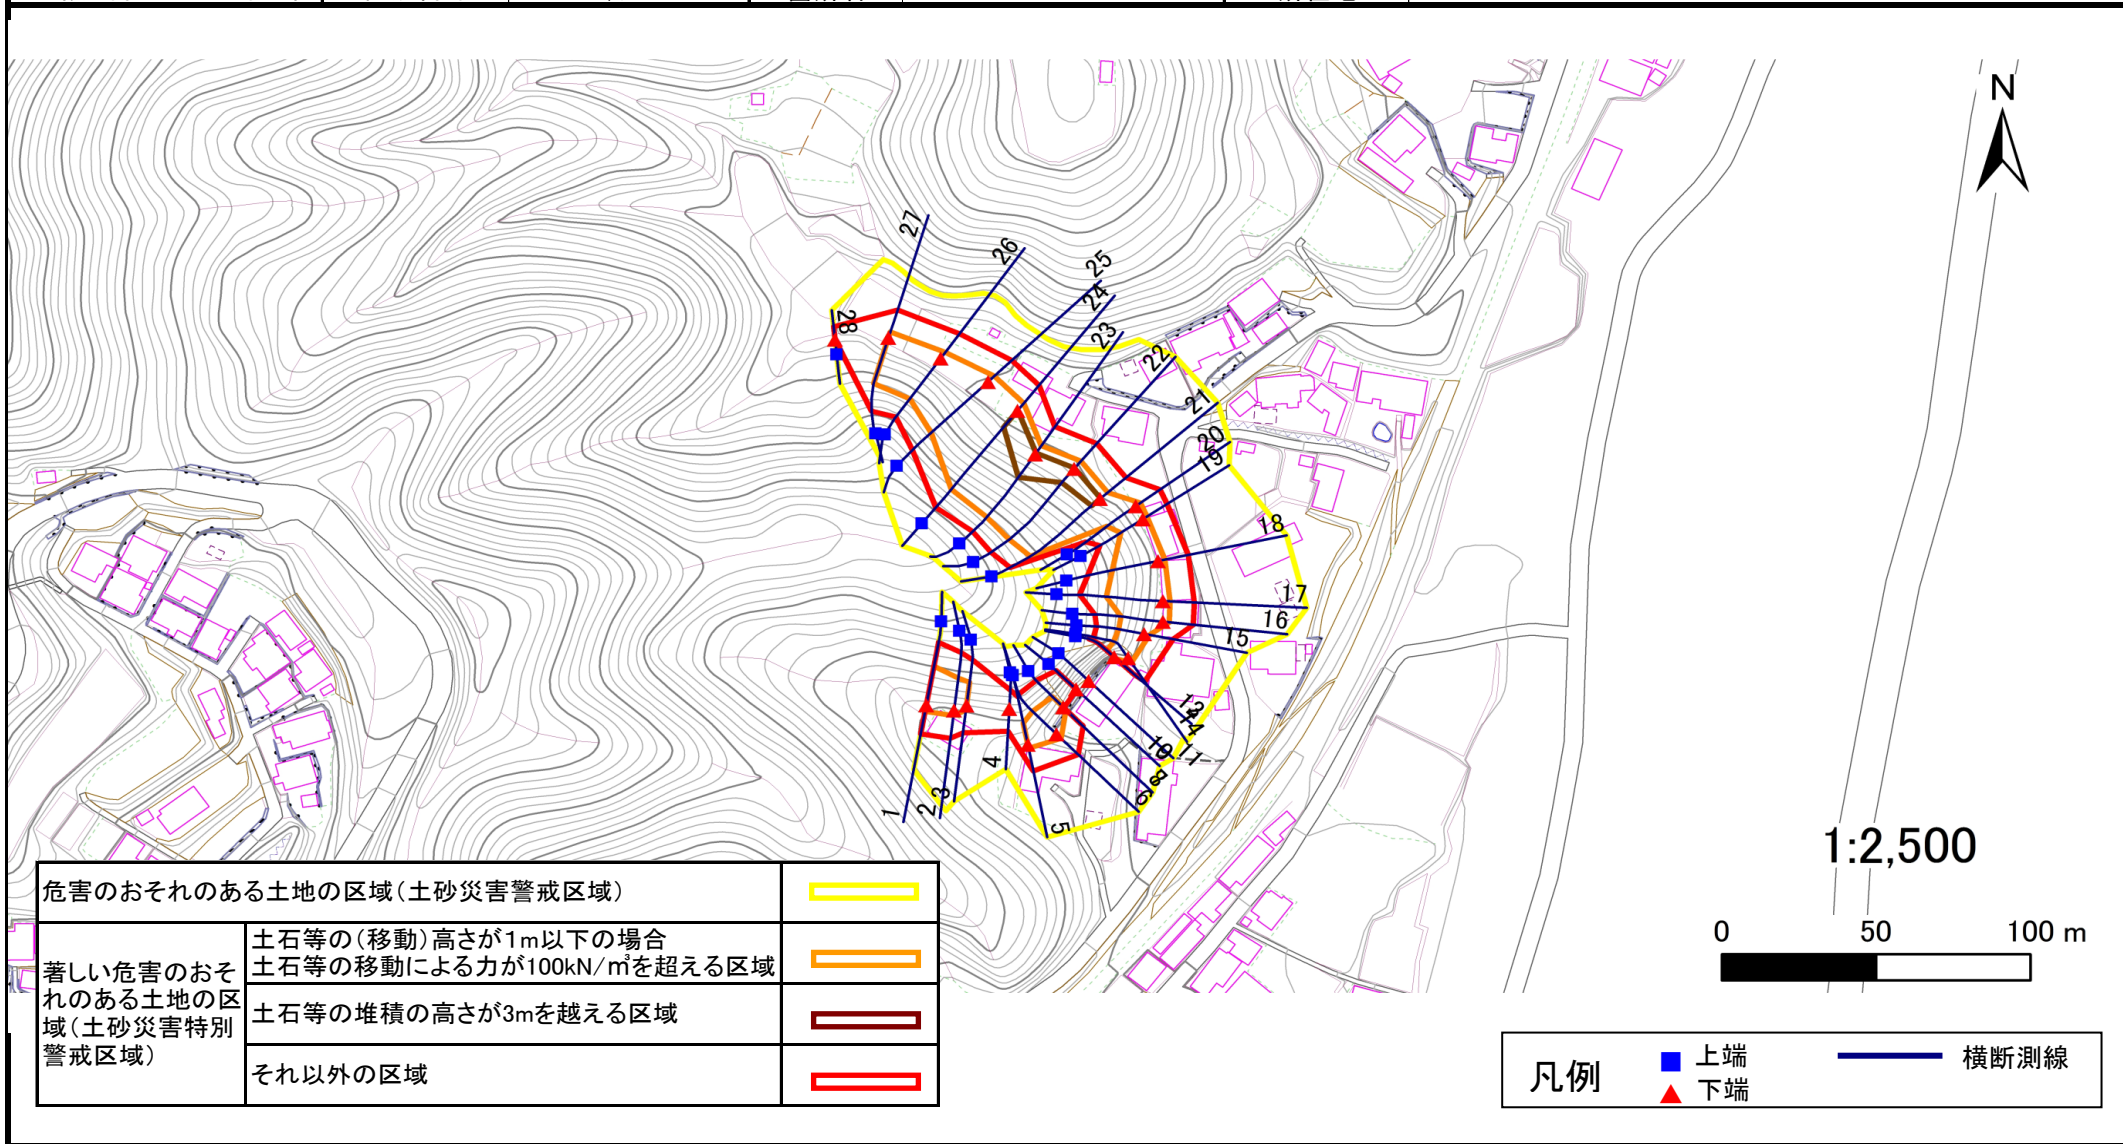 N
27
26
25
24
23
22
28
21
20
19
18
17
16
15
12
14
11
10
8
6
5
4
3
2
1
1:2,500
0 50 100 m
危害のおそれのある土地の区域(土砂災害警戒区域)
著しい危害のおそ
れのある土地の区
域(土砂災害特別
警戒区域)
土石等の(移動)高さが1m以下の場合
土石等の移動による力が100kN/㎡を超える区域
土石等の堆積の高さが3mを越える区域
それ以外の区域
凡例
上端
下端
横断測線